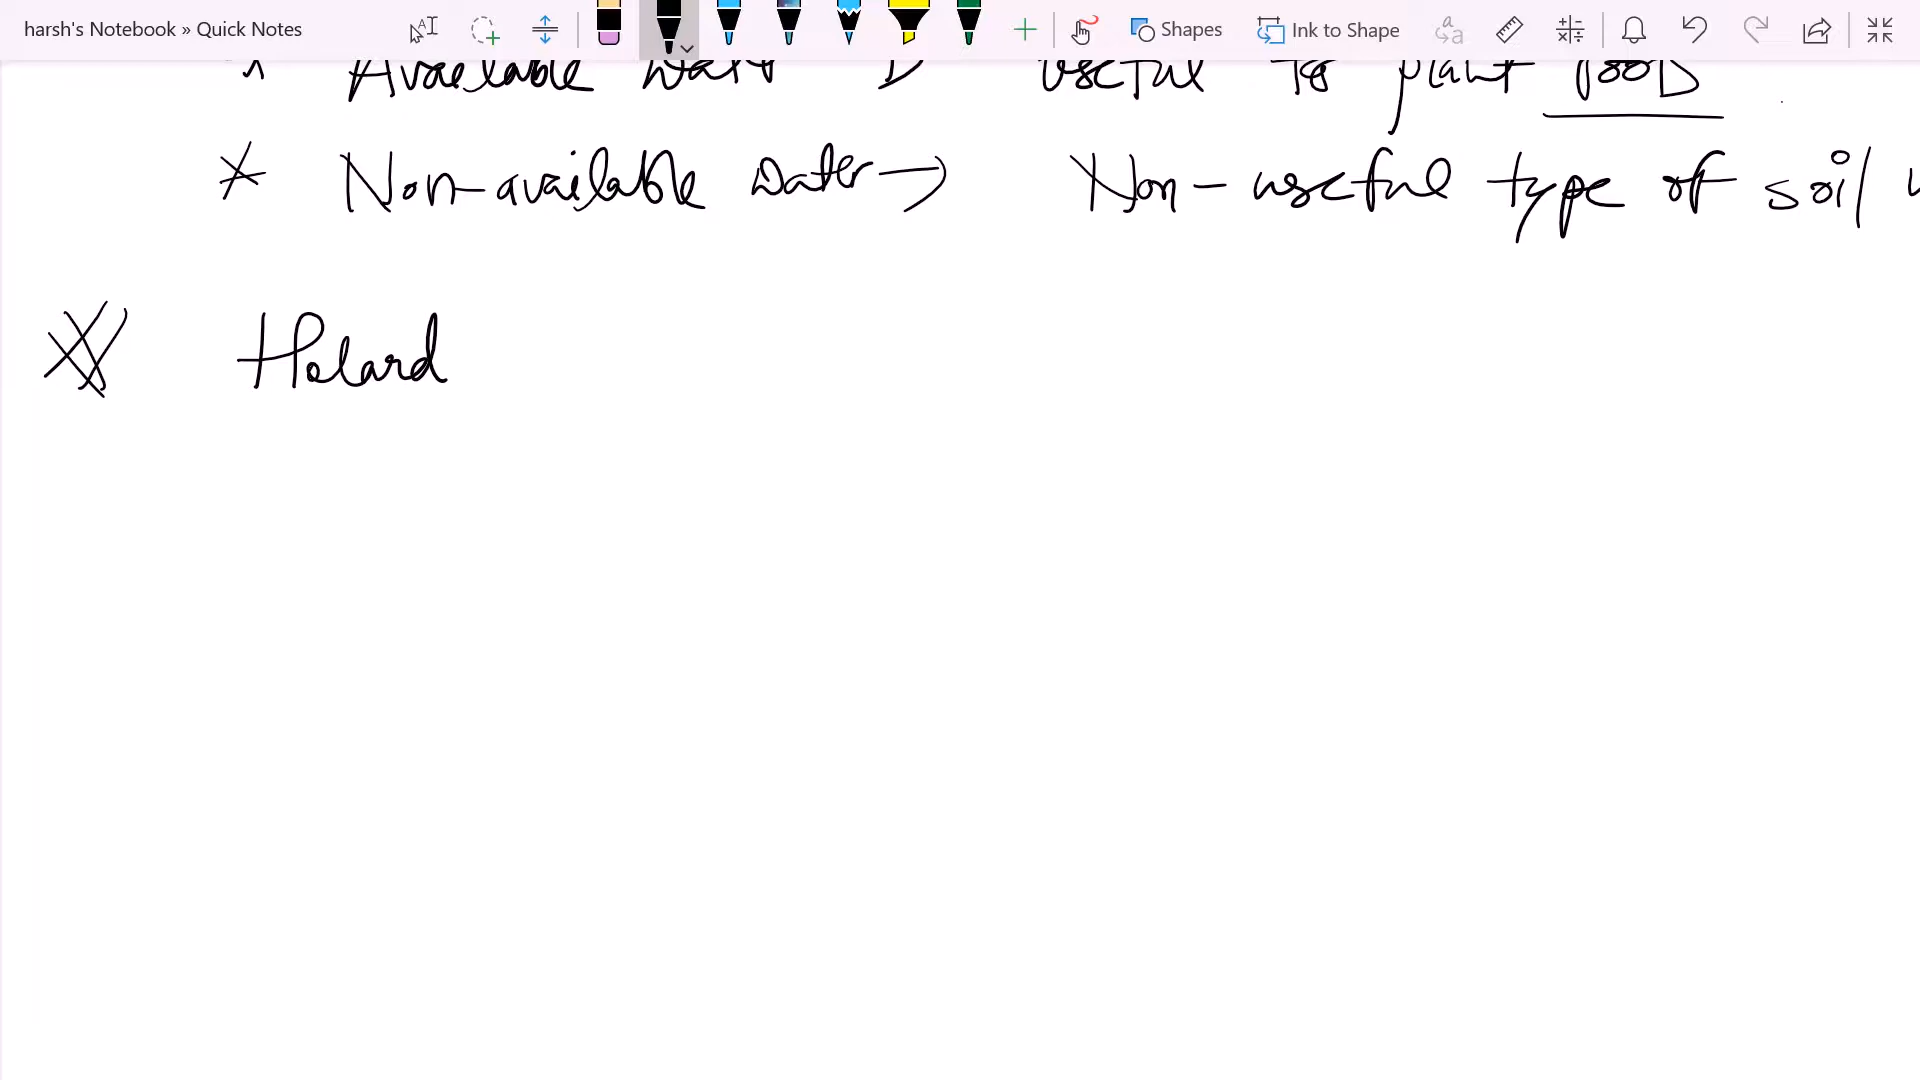 harsh's Notebook » Quick Notes
Shapes
Ink to Shape
* Available useful to plant
* Non-available water → Non-useful type of soil
Holard